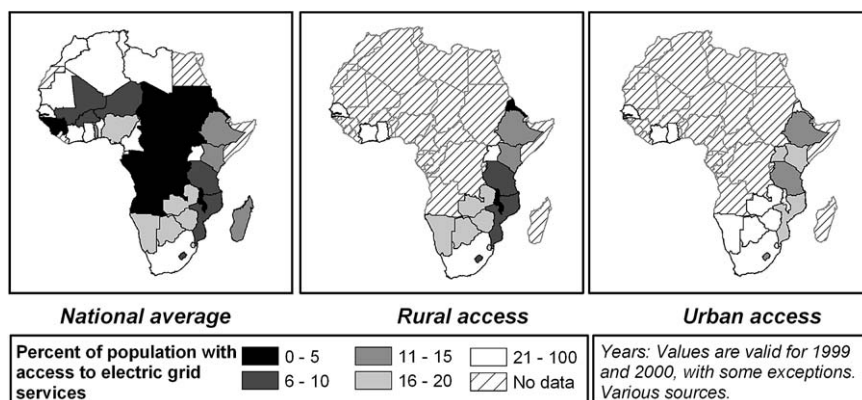 National average
Rural access
Urban access
Percent of population with
access to electric grid
services
0 - 5
6 - 10
11 - 15
16 - 20
21 - 100
No data
Years: Values are valid for 1999
and 2000, with some exceptions.
Various sources.